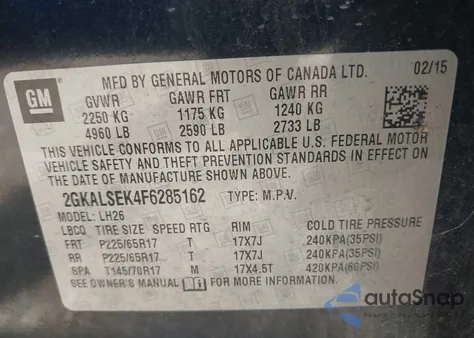 GM
MFD BY GENERAL MOTORS OF CANADA LTD. 02/15
GVWR GAWR FRT GAWR RR
2250 KG 1175 KG 1240 KG
4960 LB 2590 LB 2733 LB
THIS VEHICLE CONFORMS TO ALL APPLICABLE U.S. FEDERAL MOTOR
VEHICLE SAFETY AND THEFT PREVENTION STANDARDS IN EFFECT ON
THE DATE OF MANUFACTURE SHOWN ABOVE.
2GKALSEK4F6285162 TYPE: M.P.V.
MODEL: LH26
LBCQ TIRE SIZE SPEED RTG RIM COLD TIRE PRESSURE
FRT P225/65R17 T 17X7J 240KPA(35PSI)
RR P225/65R17 T 17X7J 240KPA(35PSI)
SPA T145/70R17 M 17X4.5T 420KPA(60PSI)
SEE OWNER'S MANUAL FOR MORE INFORMATION.
autoSnap